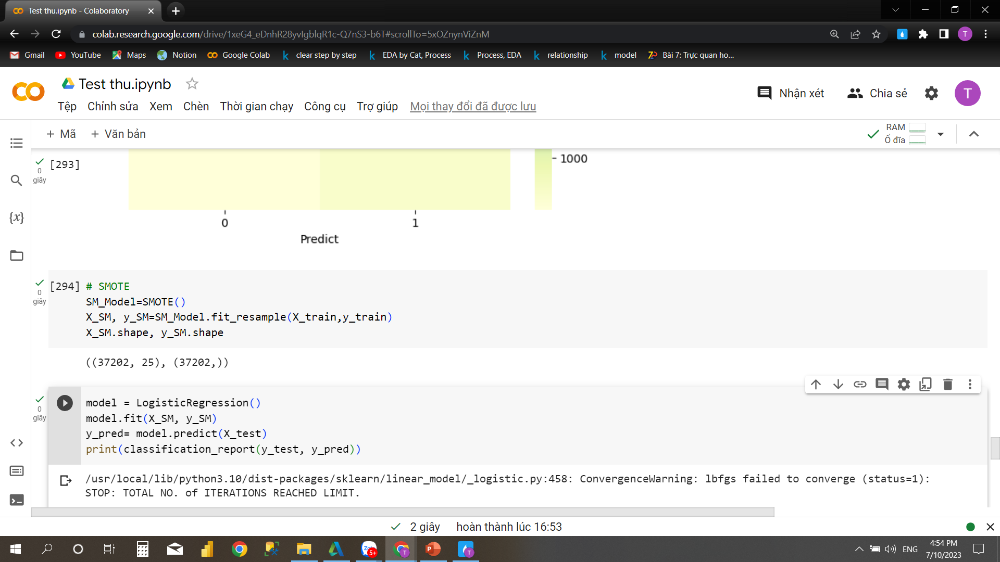 Test thu.ipynb - Colaboratory
colab.research.google.com/drive/1xeG4_eDnhR28yvIgblqR1c-Q7nS3-b6T#scrollTo=5xOZnynViZnM
T
Gmail YouTube Maps Notion Google Colab clear step by step EDA by Cat, Process Process, EDA relationship model Bài 7: Trực quan ho...
Test thu.ipynb
Nhận xét Chia sẻ T
Tệp Chỉnh sửa Xem Chèn Thời gian chạy Công cụ Trợ giúp Mọi thay đổi đã được lưu
+ Mã + Văn bản
RAM
Ổ đĩa
{x}
[293]
0
giây
1000
0 1
Predict
[294] # SMOTE
0
giây
SM_Model=SMOTE()
X_SM, y_SM=SM_Model.fit_resample(X_train,y_train)
X_SM.shape, y_SM.shape
((37202, 25), (37202,))
0
giây
model = LogisticRegression()
model.fit(X_SM, y_SM)
y_pred= model.predict(X_test)
print(classification_report(y_test, y_pred))
/usr/local/lib/python3.10/dist-packages/sklearn/linear_model/_logistic.py:458: ConvergenceWarning: lbfgs failed to converge (status=1):
STOP: TOTAL NO. of ITERATIONS REACHED LIMIT.
2 giây hoàn thành lúc 16:53
5+
T
P
T
ENG
4:54 PM
7/10/2023